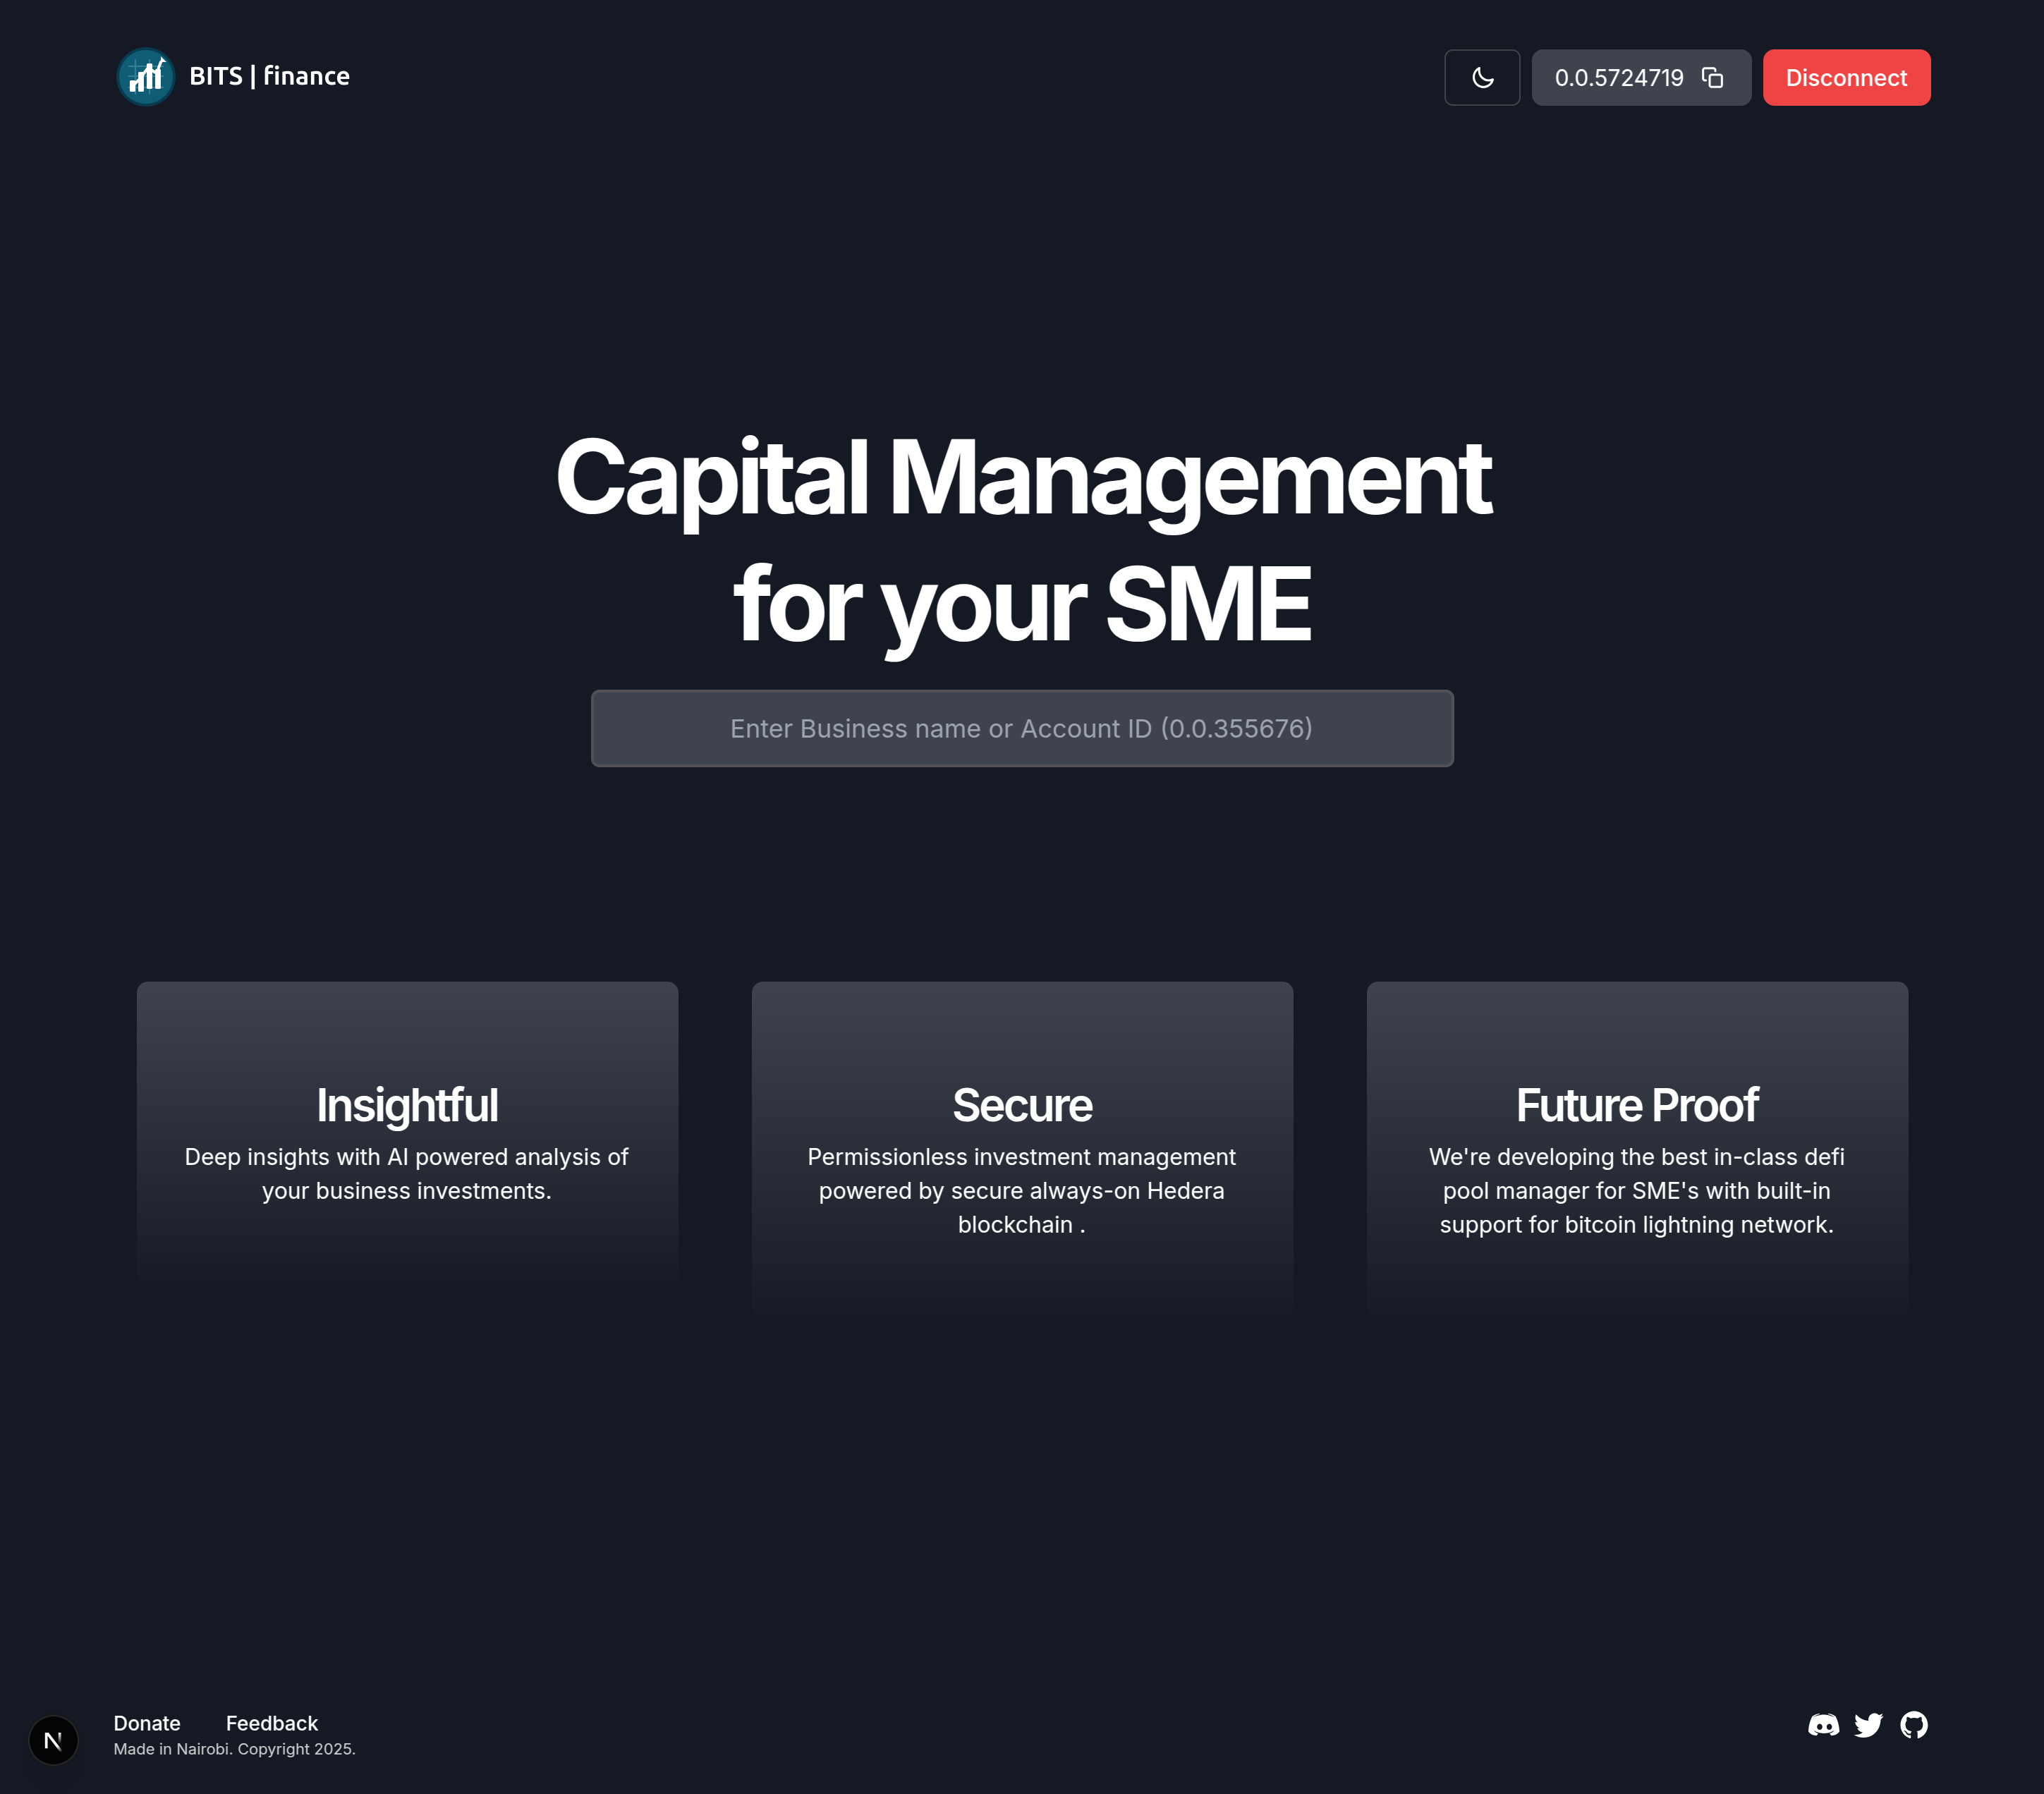 BITS | finance
0.0.5724719
Disconnect
Capital Management
for your SME
Enter Business name or Account ID (0.0.355676)
Insightful
Deep insights with AI powered analysis of
your business investments.
Secure
Permissionless investment management
powered by secure always-on Hedera
blockchain .
Future Proof
We're developing the best in-class defi
pool manager for SME's with built-in
support for bitcoin lightning network.
N
Donate
Feedback
Made in Nairobi. Copyright 2025.